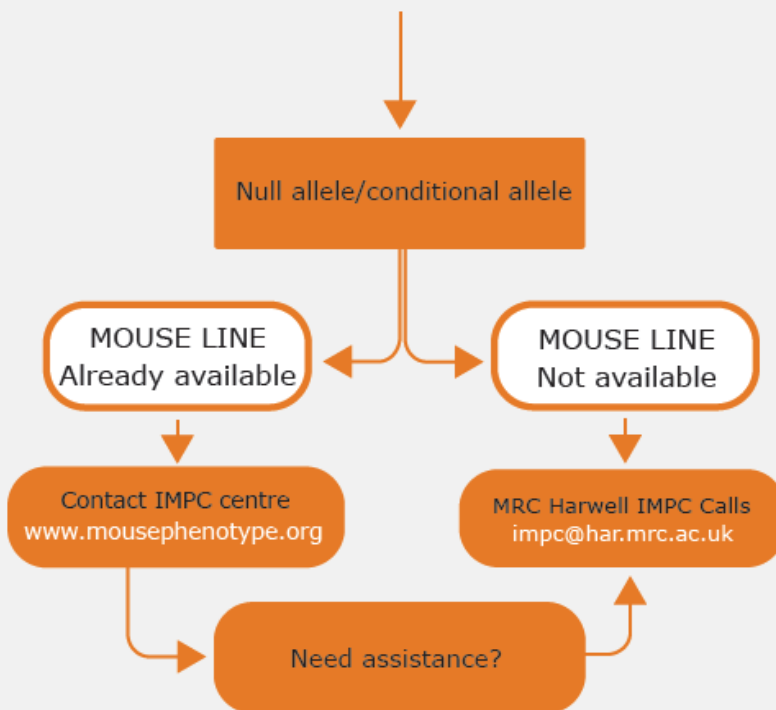 Null allele/conditional allele
MOUSE LINE
Already available
MOUSE LINE
Not available
Contact IMPC centre
www.mousephenotype.org
MRC Harwell IMPC Calls
impc@har.mrc.ac.uk
Need assistance?